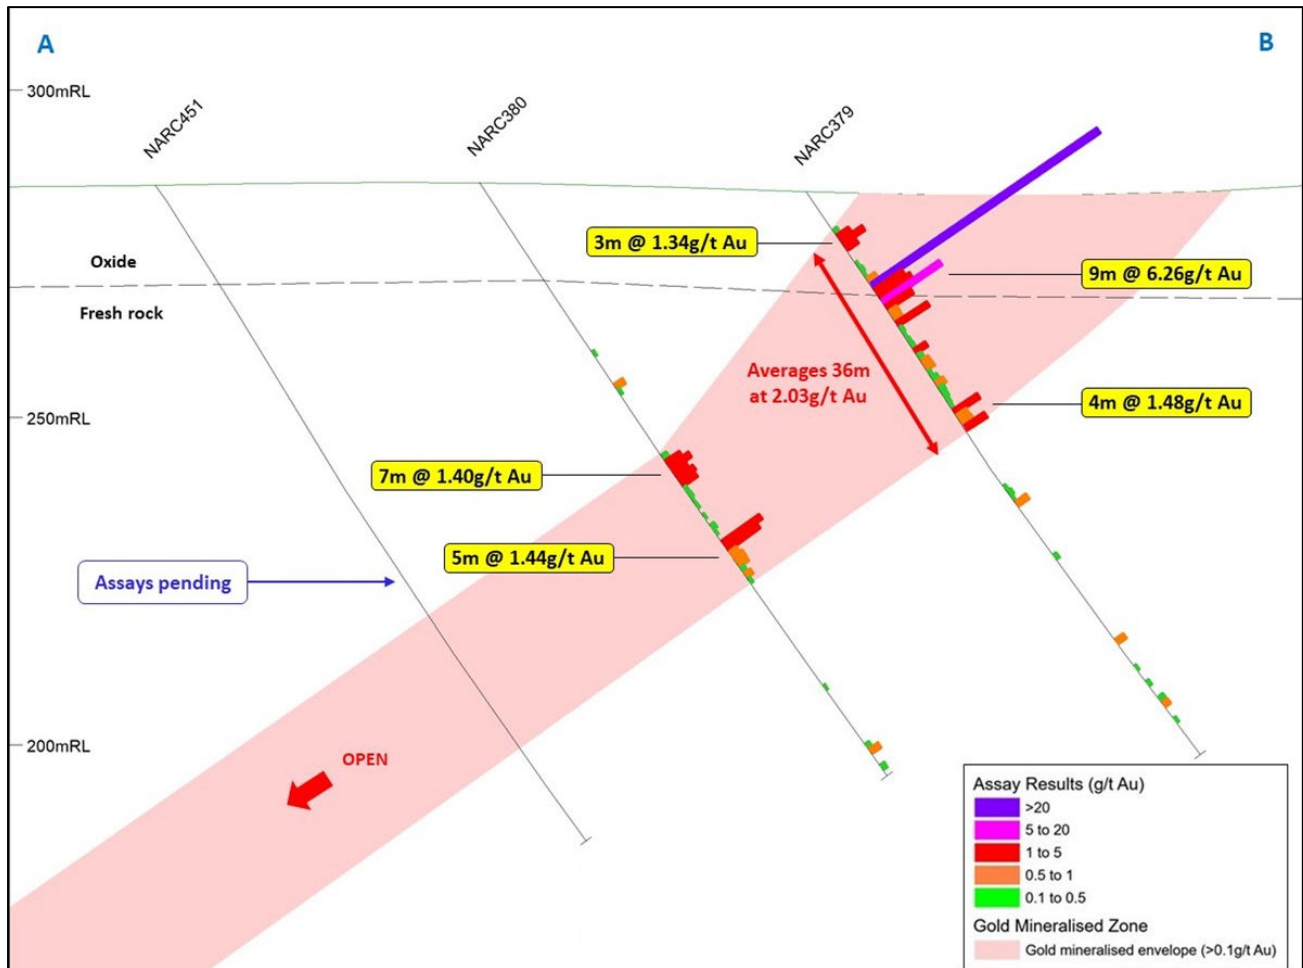 A
B
300mRL
NARC451
NARC380
NARC379
3m @ 1.34g/t Au
Oxide
9m @ 6.26g/t Au
Fresh rock
Averages 36m
at 2.03g/t Au
4m @ 1.48g/t Au
250mRL
7m @ 1.40g/t Au
5m @ 1.44g/t Au
Assays pending
200mRL
OPEN
Assay Results (g/t Au)
>20
5 to 20
1 to 5
0.5 to 1
0.1 to 0.5
Gold Mineralised Zone
Gold mineralised envelope (>0.1g/t Au)